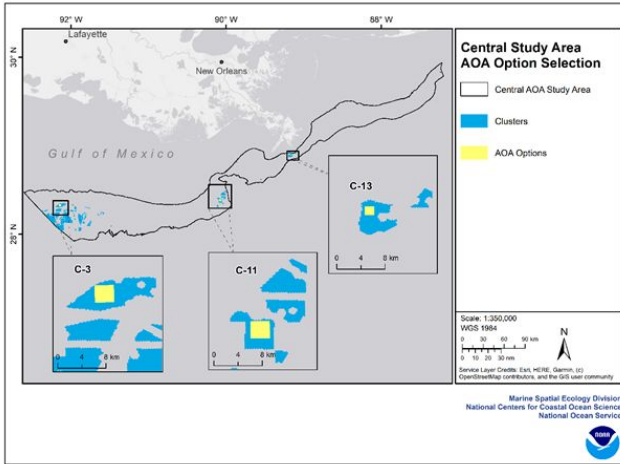 92° W
90° W
88° W
Lafayette
30° N
New Orleans
Gulf of Mexico
28° N
C-13
0 4 8 km
C-3
0 4 8 km
C-11
0 4 8 km
Central Study Area
AOA Option Selection
Central AOA Study Area
Clusters
AOA Options
Scale: 1:350,000
WGS 1984
0 15 30 60 90 km
0 10 20 30 nm
N
Service Layer Credits: Esri, HERE, Garmin, (c)
OpenStreetMap contributors, and the GIS user community
Marine Spatial Ecology Division
National Centers for Coastal Ocean Science
National Ocean Service
NOAA